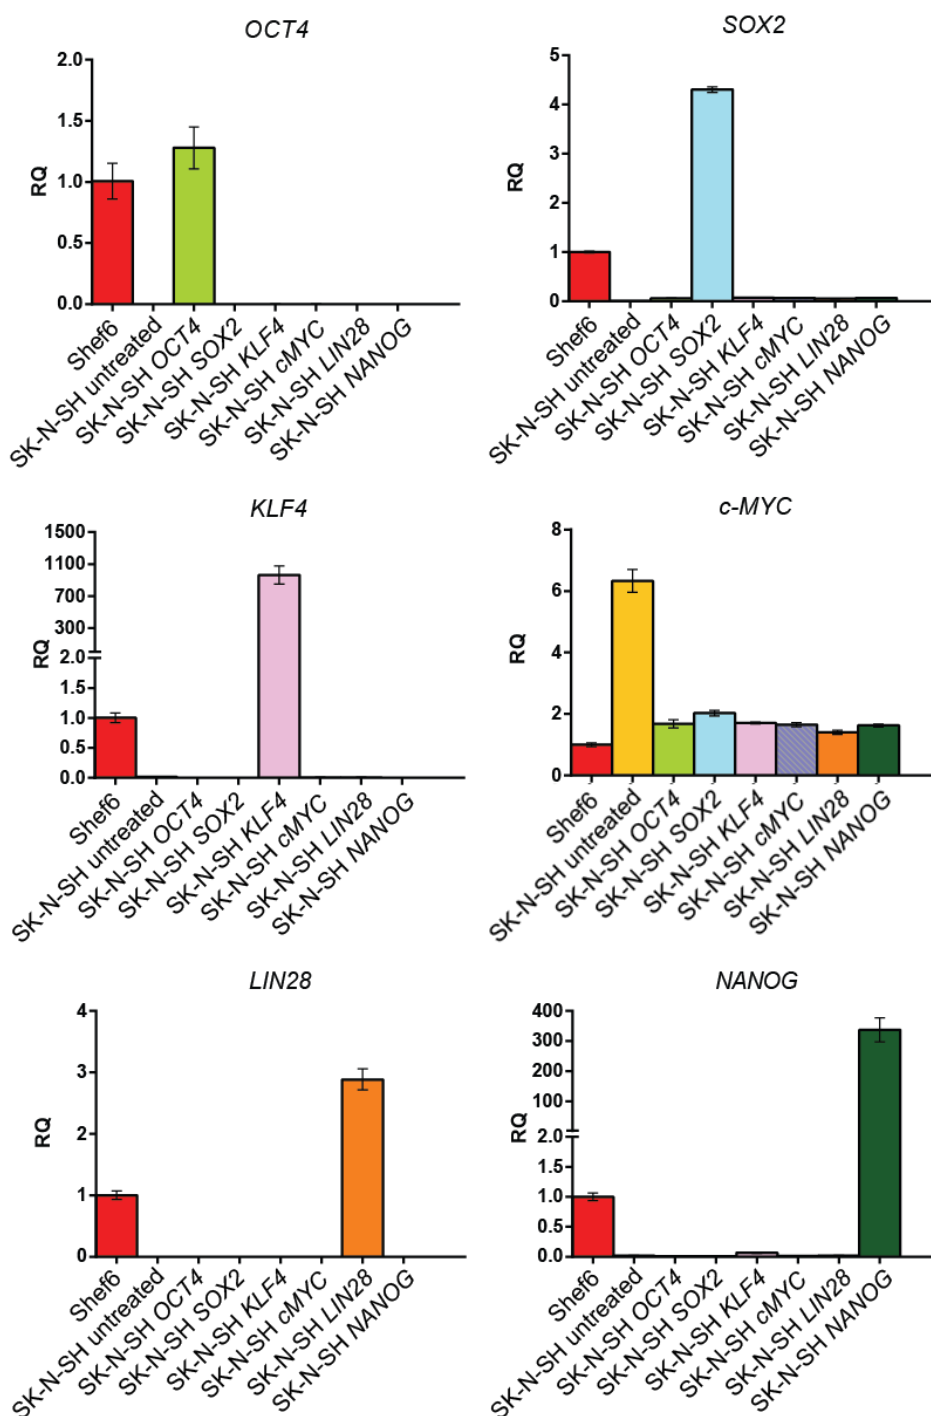 OCT4
2.0
1.5
1.0
0.5
0.0
RQ
Shef6
SK-N-SH untreated
SK-N-SH OCT4
SK-N-SH SOX2
SK-N-SH KLF4
SK-N-SH cMYC
SK-N-SH LIN28
SK-N-SH NANOG
SOX2
5
4
3
2
1
0
RQ
Shef6
SK-N-SH untreated
SK-N-SH OCT4
SK-N-SH SOX2
SK-N-SH KLF4
SK-N-SH cMYC
SK-N-SH LIN28
SK-N-SH NANOG
KLF4
1500
1100
700
300
2.0
1.5
1.0
0.5
0.0
RQ
Shef6
SK-N-SH untreated
SK-N-SH OCT4
SK-N-SH SOX2
SK-N-SH KLF4
SK-N-SH cMYC
SK-N-SH LIN28
SK-N-SH NANOG
c-MYC
8
6
4
2
0
RQ
Shef6
SK-N-SH untreated
SK-N-SH OCT4
SK-N-SH SOX2
SK-N-SH KLF4
SK-N-SH cMYC
SK-N-SH LIN28
SK-N-SH NANOG
LIN28
4
3
2
1
0
RQ
Shef6
SK-N-SH untreated
SK-N-SH OCT4
SK-N-SH SOX2
SK-N-SH KLF4
SK-N-SH cMYC
SK-N-SH LIN28
SK-N-SH NANOG
NANOG
400
300
200
100
2.0
1.5
1.0
0.5
0.0
RQ
Shef6
SK-N-SH untreated
SK-N-SH OCT4
SK-N-SH SOX2
SK-N-SH KLF4
SK-N-SH cMYC
SK-N-SH LIN28
SK-N-SH NANOG